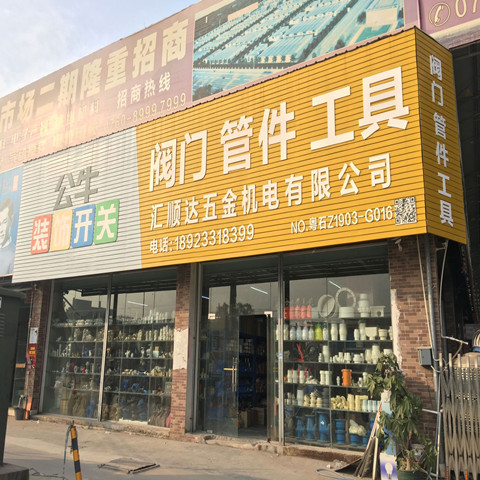 市场二期隆重招商
招商热线
阀门 管件 工具
汇顺达五金机电有限公司
电话:18923318399
NO.粤石Z1903-G016
公牛
装饰开关
阀门管件工具